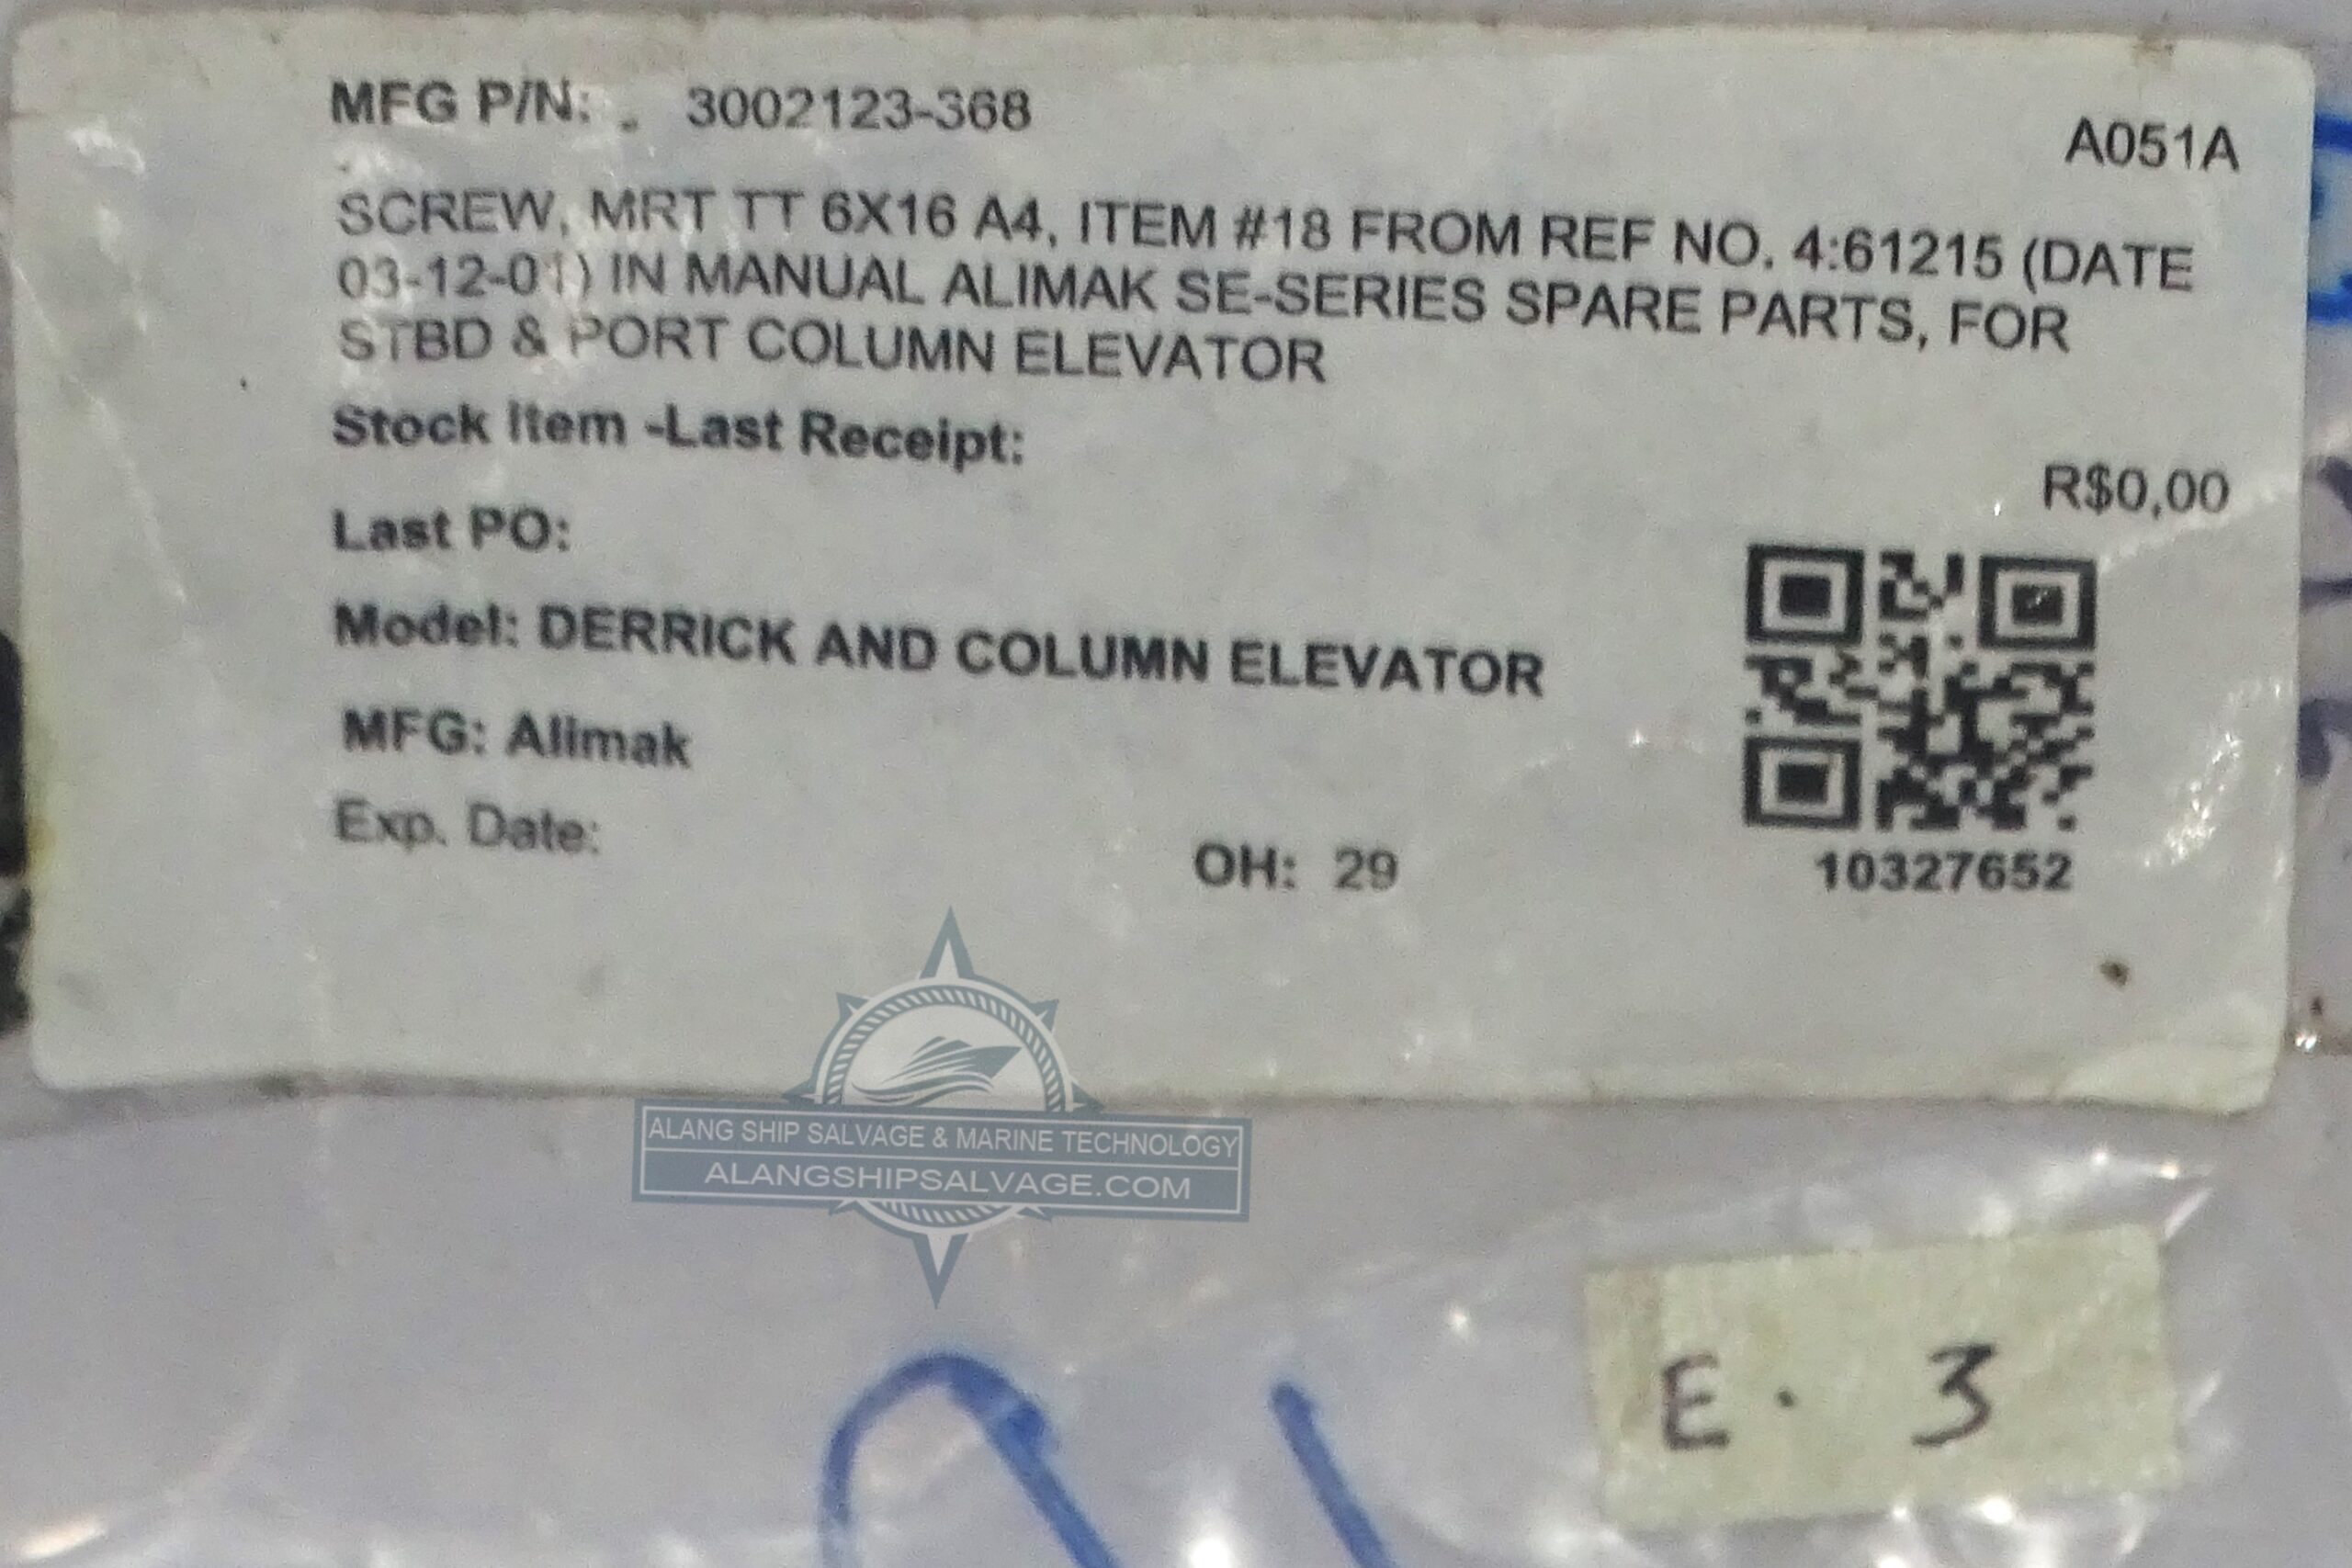 MFG P/N: . 3002123-368
A051A
SCREW, MRT TT 6X16 A4, ITEM #18 FROM REF NO. 4:61215 (DATE
03-12-01) IN MANUAL ALIMAK SE-SERIES SPARE PARTS, FOR
STBD & PORT COLUMN ELEVATOR
Stock Item -Last Receipt:
R$0,00
Last PO:
Model: DERRICK AND COLUMN ELEVATOR
MFG: Alimak
Exp. Date:
OH: 29
10327652
ALANG SHIP SALVAGE & MARINE TECHNOLOGY
ALANGSHIPSALVAGE.COM
E. 3